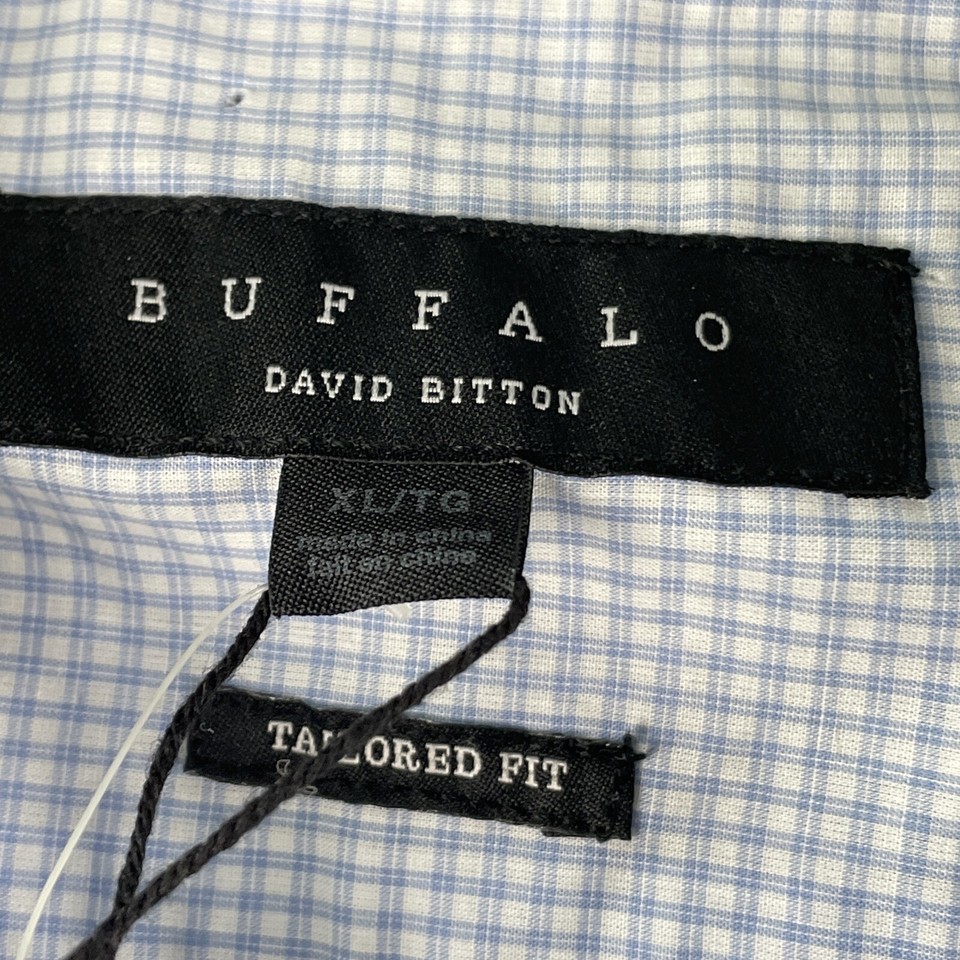 BUFFALO
DAVID BITTON
XL/TG
made in china
fait en chine
TAILORED FIT